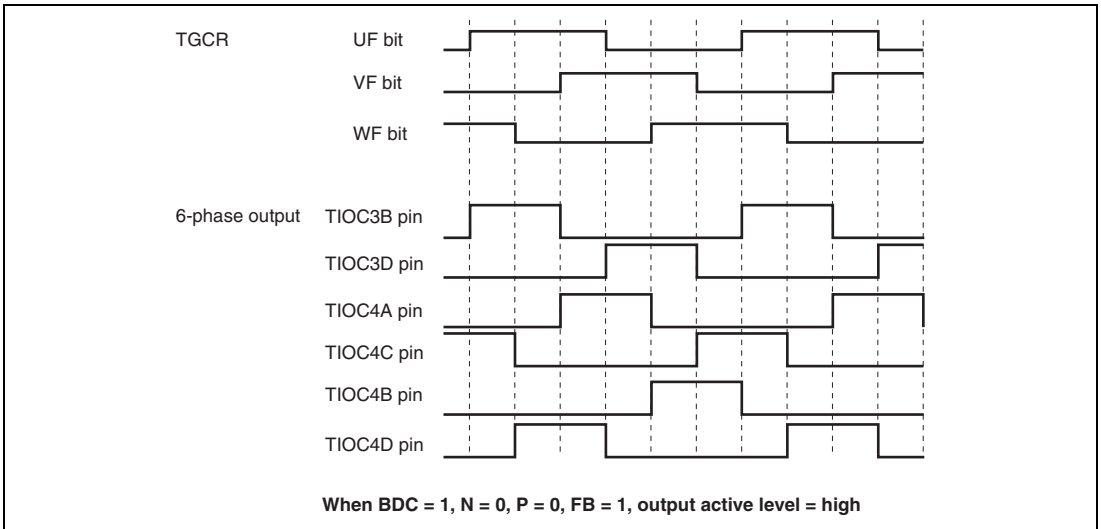 TGCR UF bit
VF bit
WF bit
6-phase output TIOC3B pin
TIOC3D pin
TIOC4A pin
TIOC4C pin
TIOC4B pin
TIOC4D pin
When BDC = 1, N = 0, P = 0, FB = 1, output active level = high